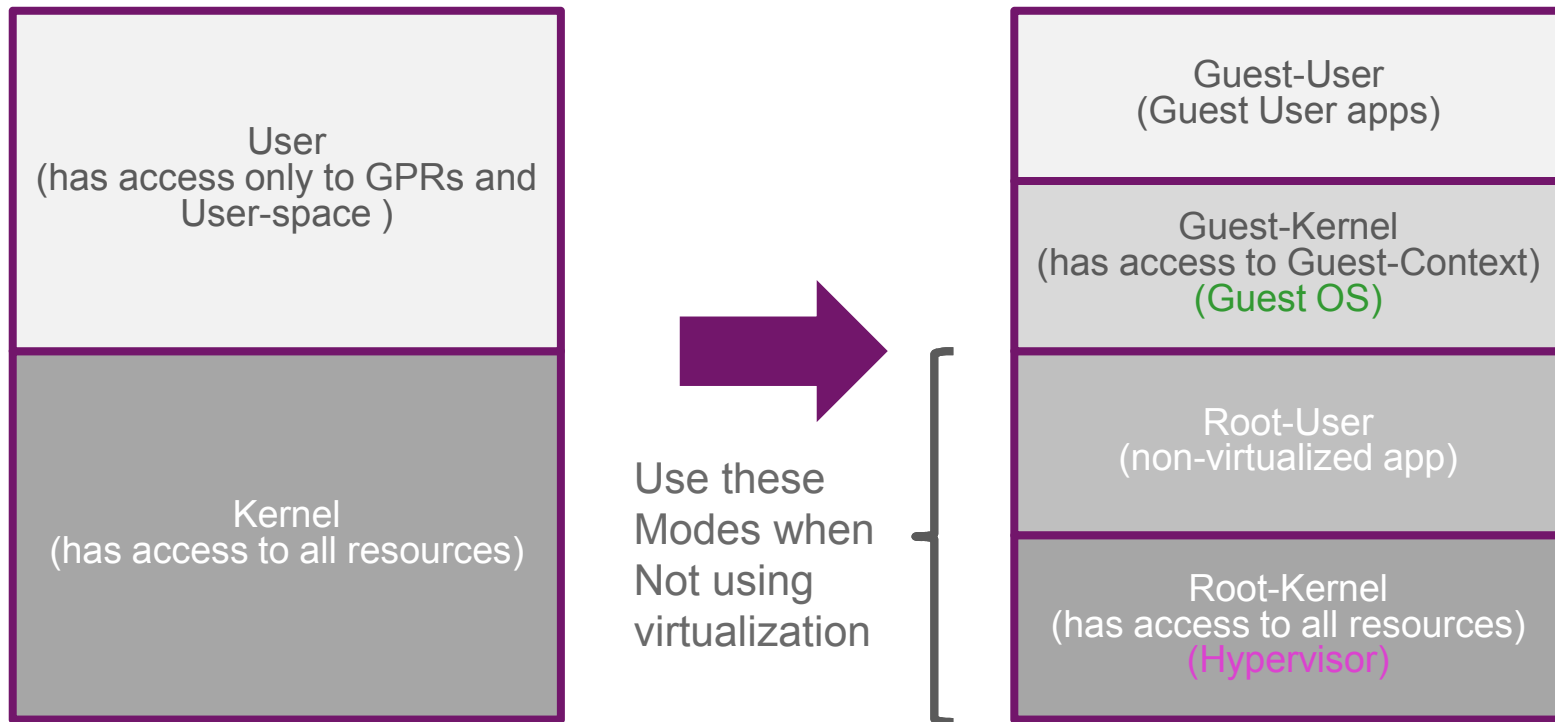 User
(has access only to GPRs and
User-space )
Kernel
(has access to all resources)
Use these
Modes when
Not using
virtualization
Guest-User
(Guest User apps)
Guest-Kernel
(has access to Guest-Context)
(Guest OS)
Root-User
(non-virtualized app)
Root-Kernel
(has access to all resources)
(Hypervisor)